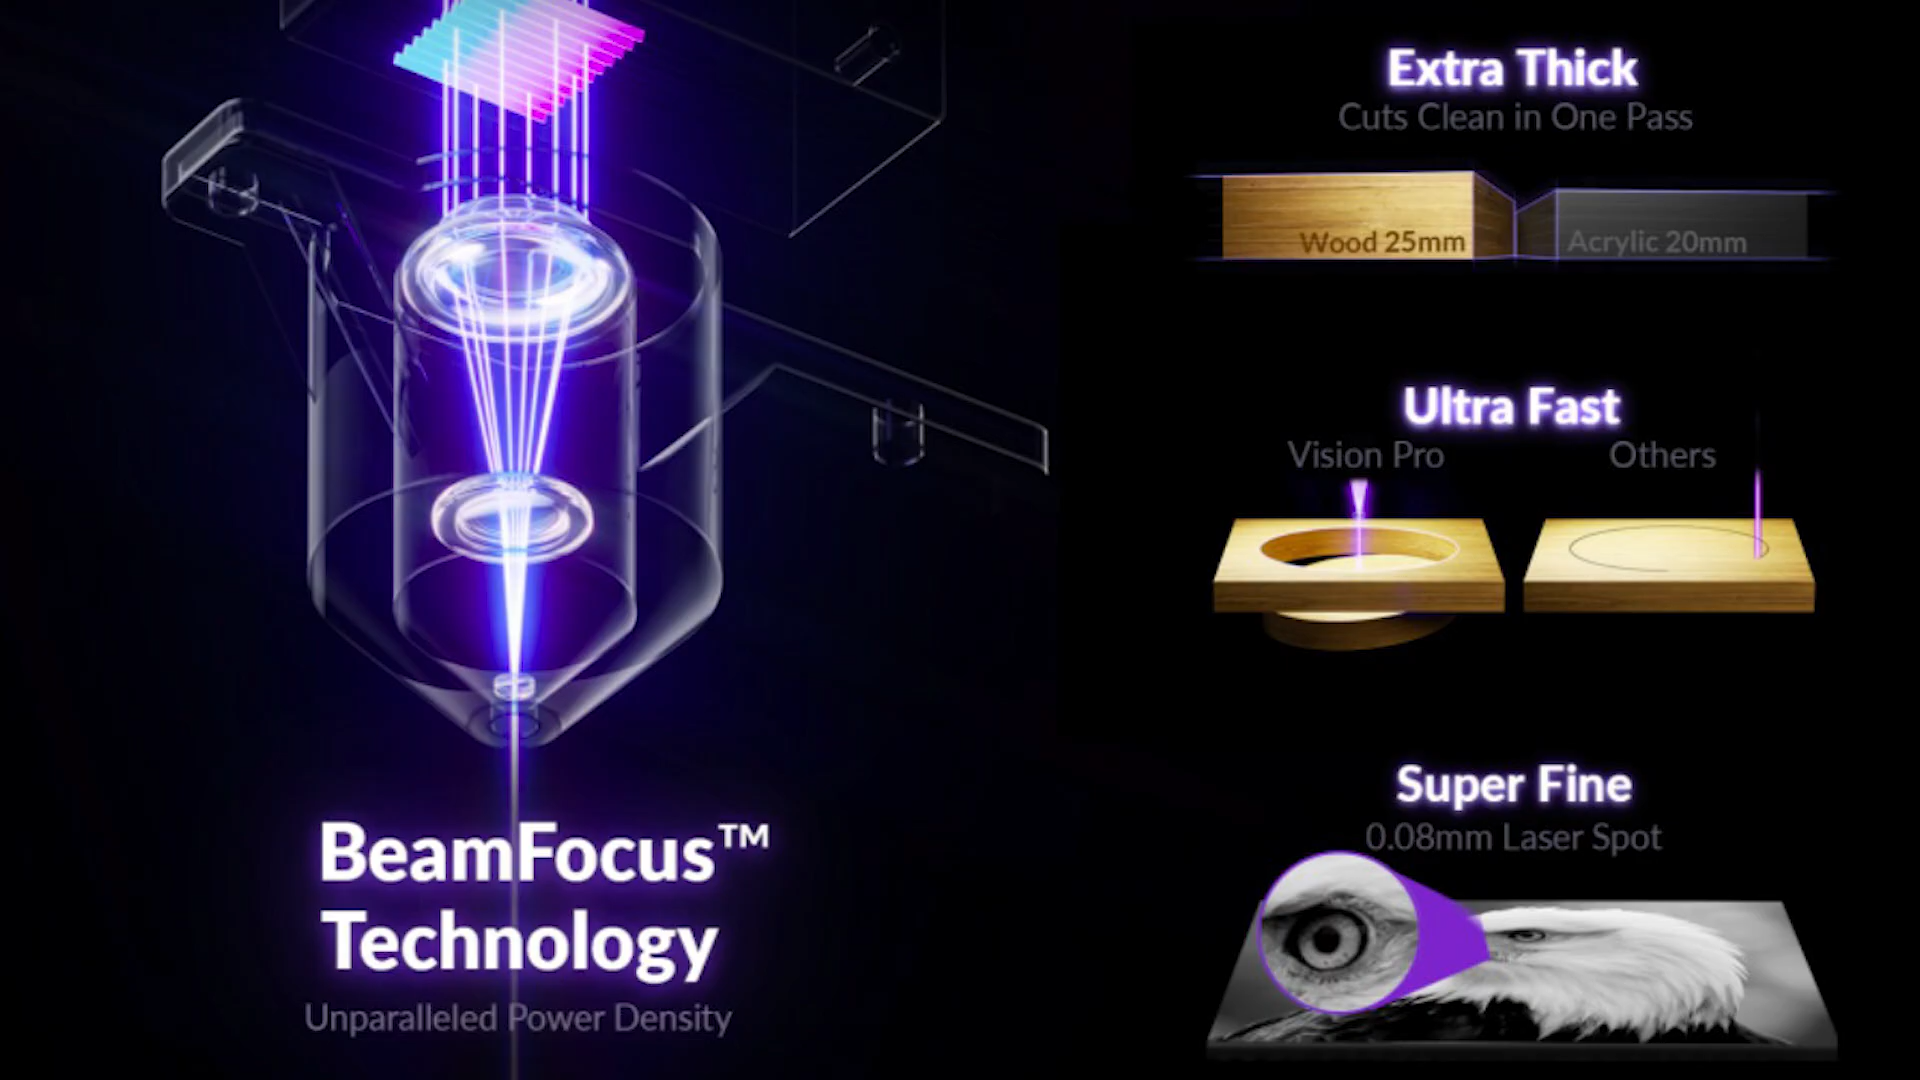 BeamFocus™
Technology
Unparalleled Power Density
Extra Thick
Cuts Clean in One Pass
Wood 25mm
Acrylic 20mm
Ultra Fast
Vision Pro
Others
Super Fine
0.08mm Laser Spot